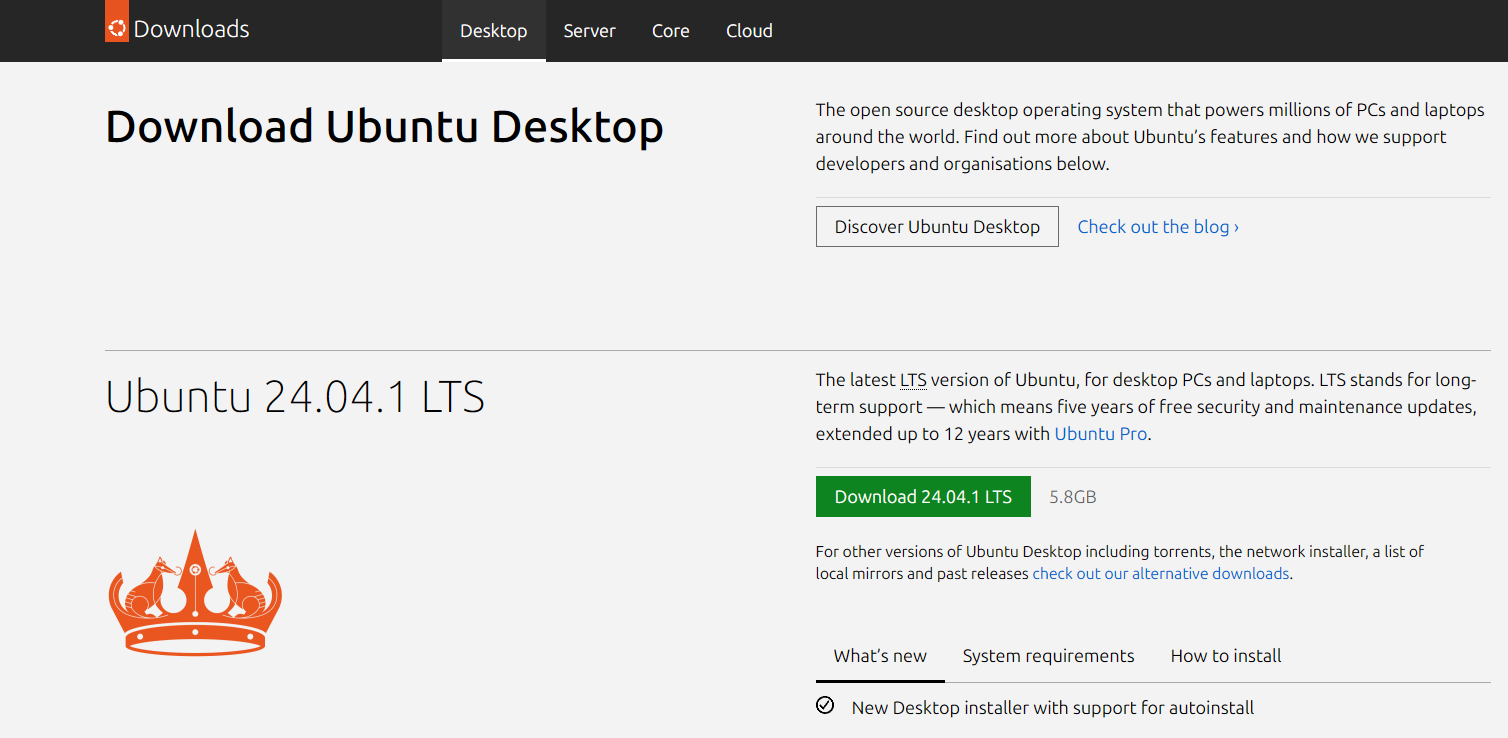 Downloads
Desktop
Server
Core
Cloud
Download Ubuntu Desktop
The open source desktop operating system that powers millions of PCs and laptops
around the world. Find out more about Ubuntu’s features and how we support
developers and organisations below.
Discover Ubuntu Desktop
Check out the blog ›
Ubuntu 24.04.1 LTS
The latest LTS version of Ubuntu, for desktop PCs and laptops. LTS stands for long-
term support — which means five years of free security and maintenance updates,
extended up to 12 years with Ubuntu Pro.
Download 24.04.1 LTS
5.8GB
For other versions of Ubuntu Desktop including torrents, the network installer, a list of
local mirrors and past releases check out our alternative downloads.
What’s new
System requirements
How to install
New Desktop installer with support for autoinstall